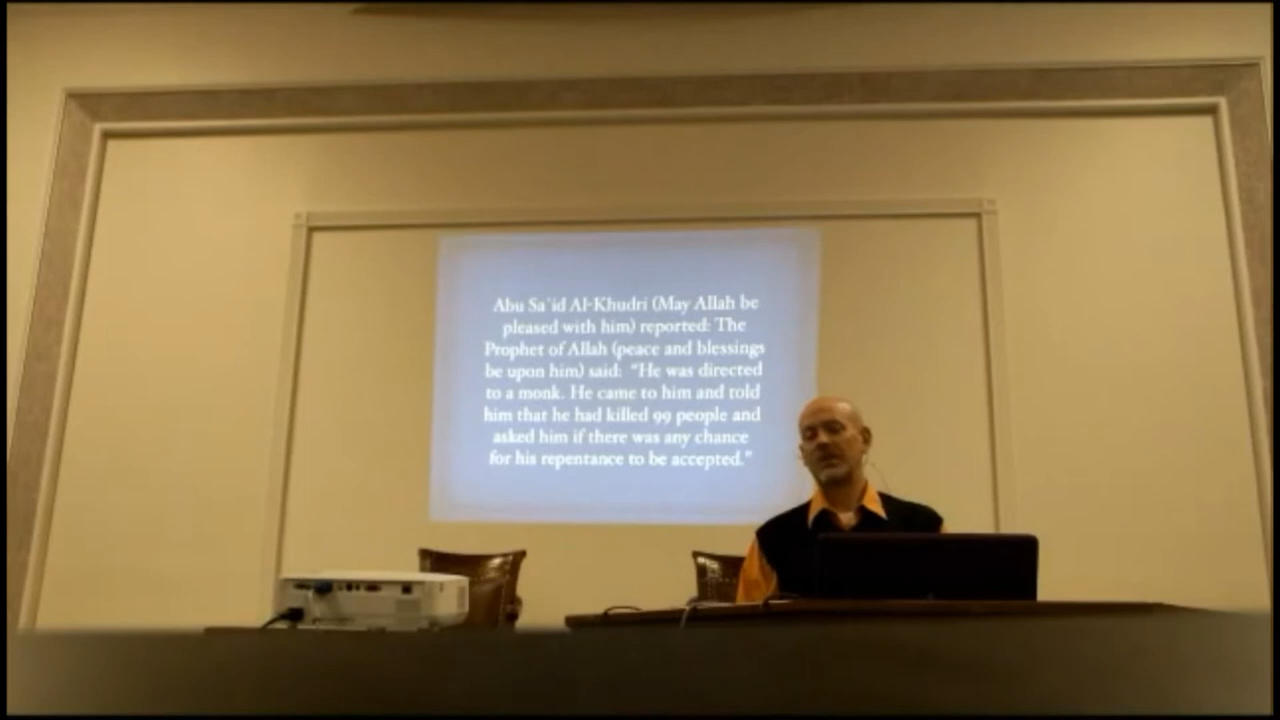 Abu Sa'id Al-Khudri (May Allah be
pleased with him) reported: The
Prophet of Allah (peace and blessings
be upon him) said:  "He was directed
to a monk. He came to him and told
him that he had killed 99 people and
asked him if there was any chance
for his repentance to be accepted."